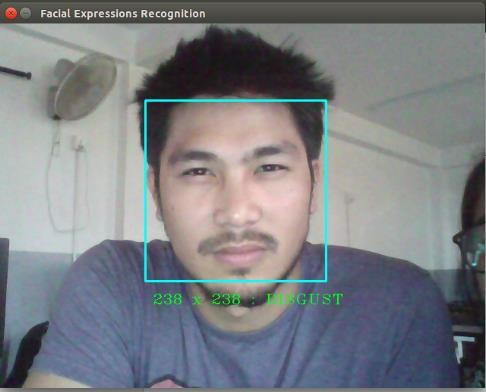 Facial Expressions Recognition
238 x 238 : DISGUST